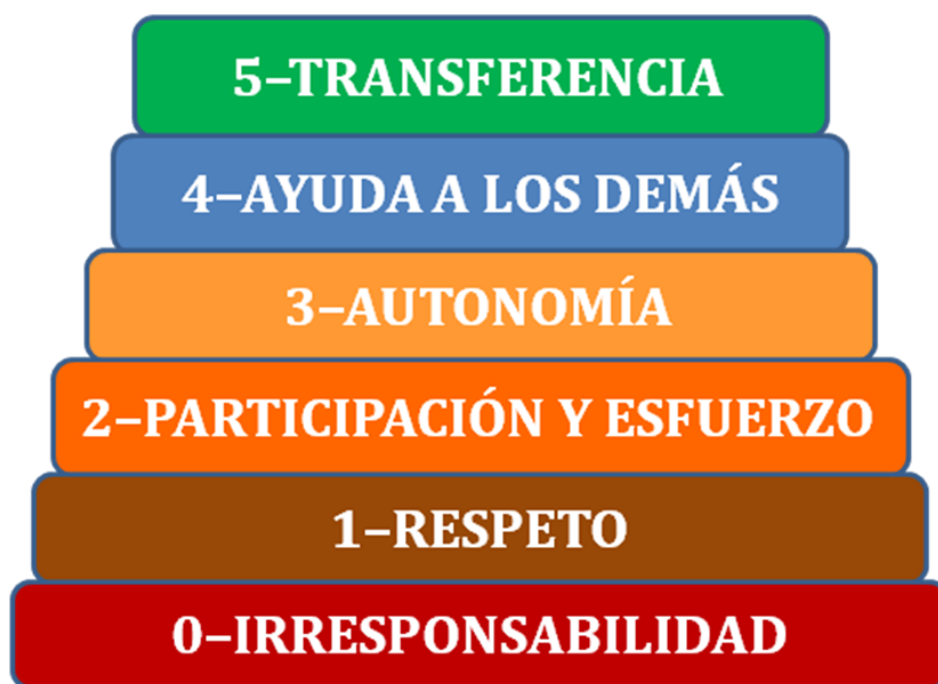 5–TRANSFERENCIA
4–AYUDA A LOS DEMÁS
3–AUTONOMÍA
2–PARTICIPACIÓN Y ESFUERZO
1–RESPETO
0–IRRESPONSABILIDAD